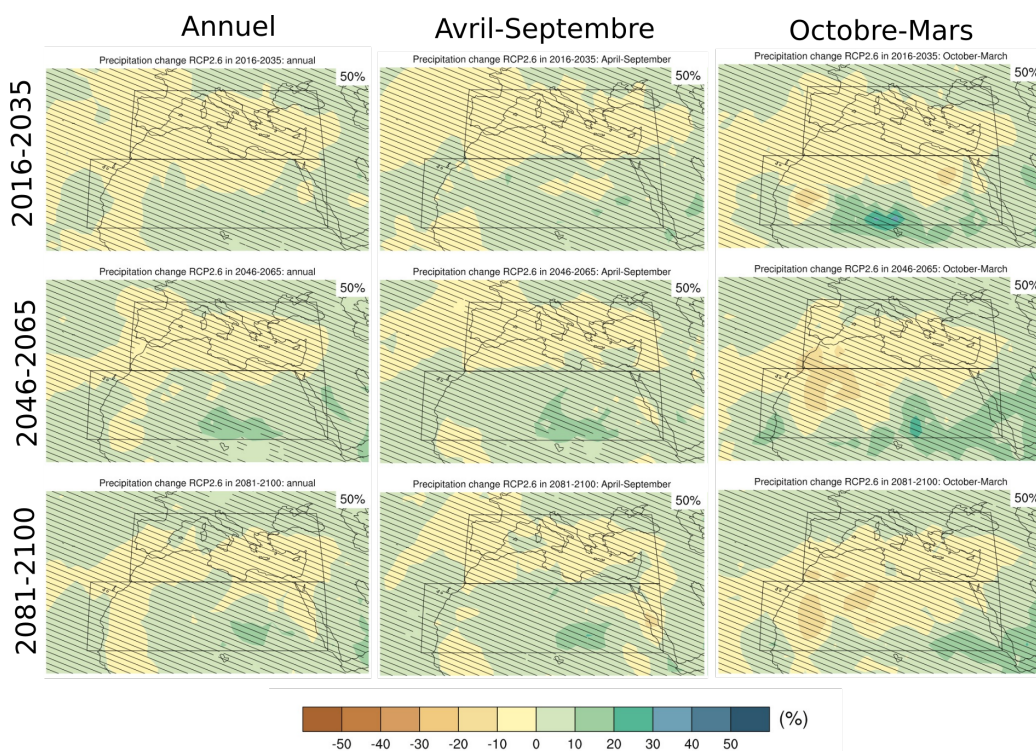 Annuel
Avril-Septembre
Octobre-Mars
2016-2035
Precipitation change RCP2.6 in 2016-2035: annual
50%
Precipitation change RCP2.6 in 2016-2035: April-September
50%
Precipitation change RCP2.6 in 2016-2035: October-March
50%
2046-2065
Precipitation change RCP2.6 in 2046-2065: annual
50%
Precipitation change RCP2.6 in 2046-2065: April-September
50%
Precipitation change RCP2.6 in 2046-2065: October-March
50%
2081-2100
Precipitation change RCP2.6 in 2081-2100: annual
50%
Precipitation change RCP2.6 in 2081-2100: April-September
50%
Precipitation change RCP2.6 in 2081-2100: October-March
50%
(%)
-50 -40 -30 -20 -10 0 10 20 30 40 50